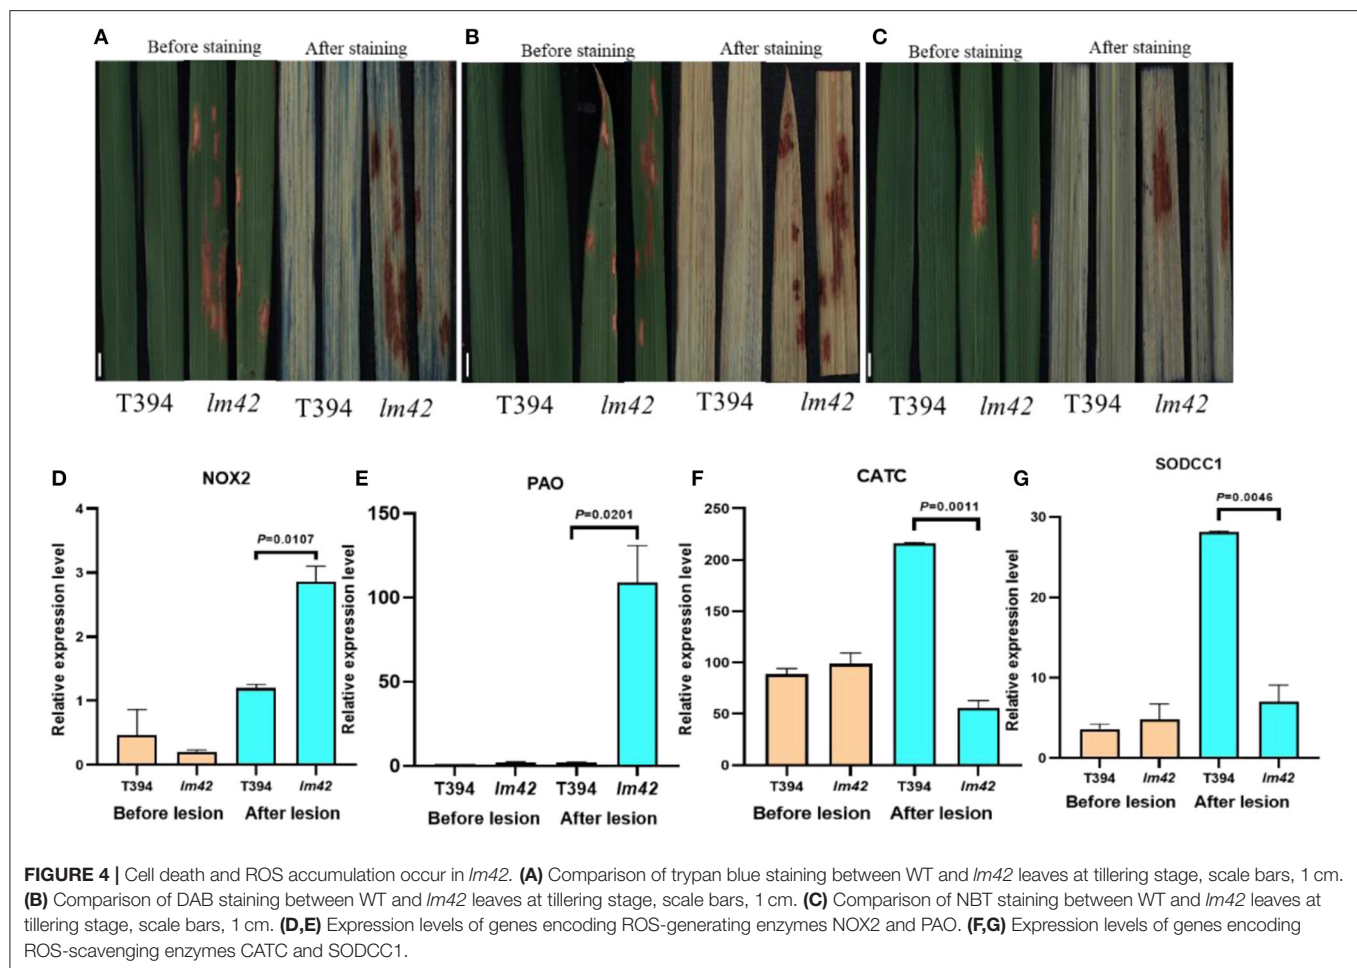 A
Before staining After staining
T394 lm42 T394 lm42
B
Before staining After staining
T394 lm42 T394 lm42
C
Before staining After staining
T394 lm42 T394 lm42
D
NOX2
Relative expression level
4
3
2
1
0
P=0.0107
T394 lm42 T394 lm42
Before lesion After lesion
E
PAO
Relative expression level
150
100
50
0
P=0.0201
T394 lm42 T394 lm42
Before lesion After lesion
F
CATC
Relative expression level
250
200
150
100
50
0
P=0.0011
T394 lm42 T394 lm42
Before lesion After lesion
G
SODCC1
Relative expression level
30
20
10
0
P=0.0046
T394 lm42 T394 lm42
Before lesion After lesion
FIGURE 4 | Cell death and ROS accumulation occur in lm42. (A) Comparison of trypan blue staining between WT and lm42 leaves at tillering stage, scale bars, 1 cm.
(B) Comparison of DAB staining between WT and lm42 leaves at tillering stage, scale bars, 1 cm. (C) Comparison of NBT staining between WT and lm42 leaves at
tillering stage, scale bars, 1 cm. (D,E) Expression levels of genes encoding ROS-generating enzymes NOX2 and PAO. (F,G) Expression levels of genes encoding
ROS-scavenging enzymes CATC and SODCC1.